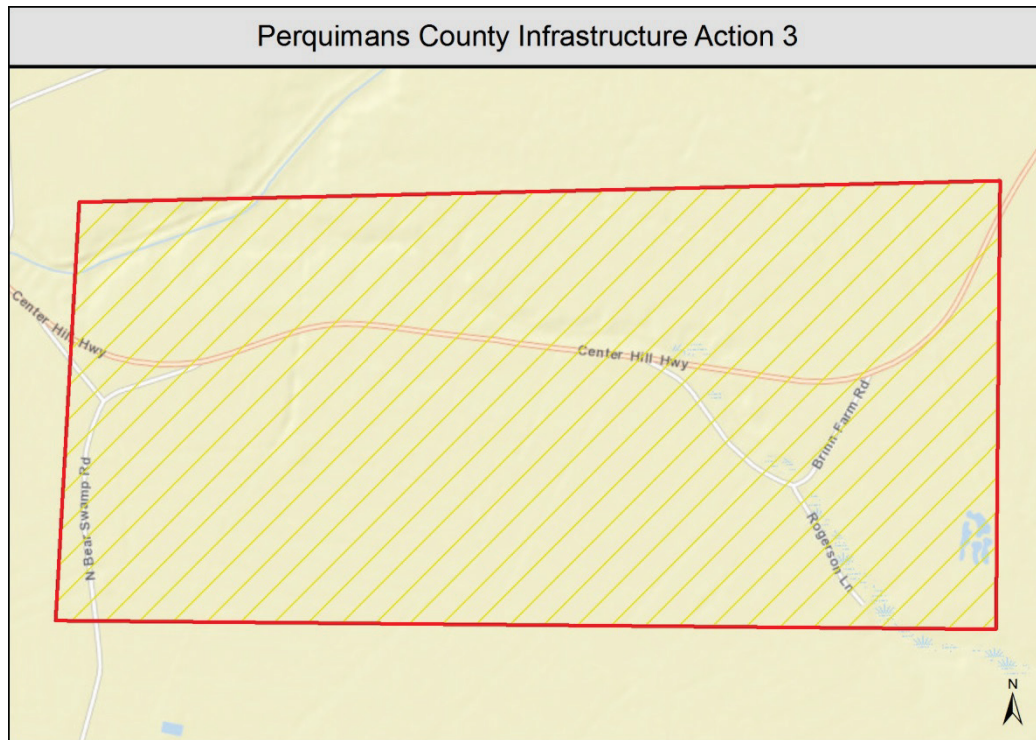 Perquimans County Infrastructure Action 3
Center Hill Hwy
Center Hill Hwy
Brinn Farm Rd
N Bear Swamp Rd
Rogerson Ln
N